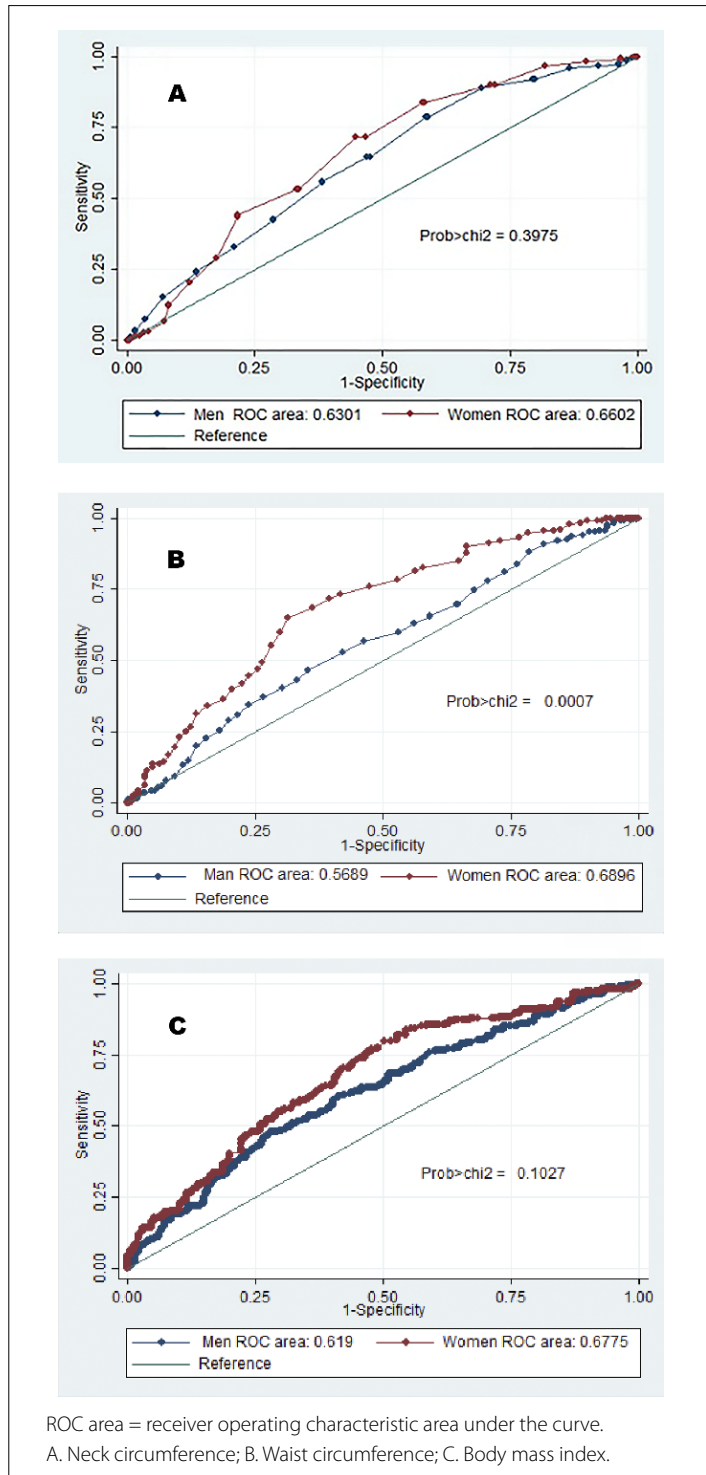 1.00
A
0.75
Sensitivity
0.50
Prob>chi2 = 0.3975
0.25
0.00
0.00 0.25 0.50 0.75 1.00
1-Specificity
Men ROC area: 0.6301 Women ROC area: 0.6602
Reference
1.00
B
0.75
Sensitivity
0.50
Prob>chi2 = 0.0007
0.25
0.00
0.00 0.25 0.50 0.75 1.00
1-Specificity
Man ROC area: 0.5689 Women ROC area: 0.6896
Reference
1.00
C
0.75
Sensitivity
0.50
Prob>chi2 = 0.1027
0.25
0.00
0.00 0.25 0.50 0.75 1.00
1-Specificity
Men ROC area: 0.619 Women ROC area: 0.6775
Reference
ROC area = receiver operating characteristic area under the curve.
A. Neck circumference; B. Waist circumference; C. Body mass index.